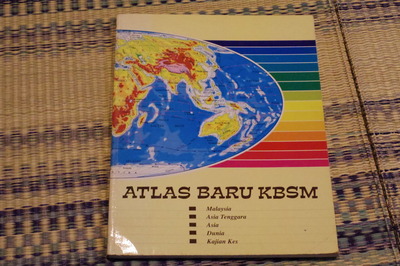 ATLAS BARU KBSM
Malaysia
Asia Tenggara
Asia
Dunia
Kajian Kes